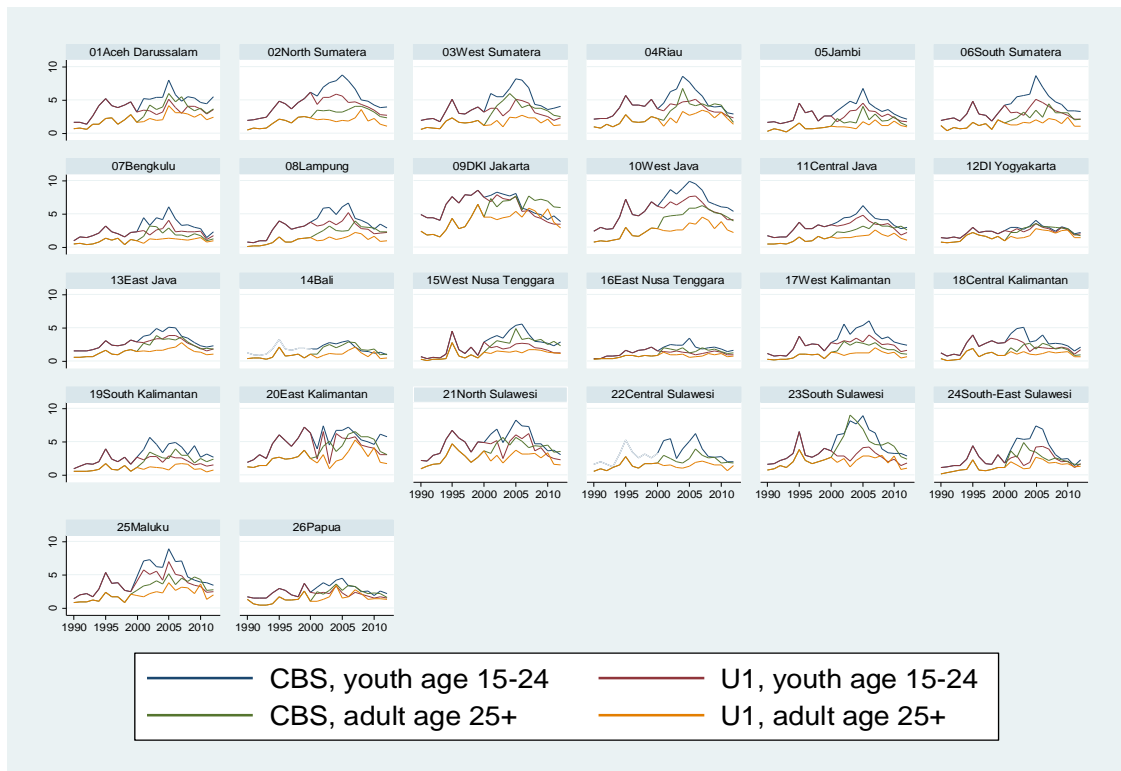 01Aceh Darussalam 02North Sumatera 03West Sumatera 04Riau 05Jambi 06South Sumatera
10
5
0
07Bengkulu 08Lampung 09DKI Jakarta 10West Java 11Central Java 12DI Yogyakarta
10
5
0
13East Java 14Bali 15West Nusa Tenggara 16East Nusa Tenggara 17West Kalimantan 18Central Kalimantan
10
5
0
19South Kalimantan 20East Kalimantan 21North Sulawesi 22Central Sulawesi 23South Sulawesi 24South-East Sulawesi
10
5
0
1990 1995 2000 2005 2010 1990 1995 2000 2005 2010 1990 1995 2000 2005 2010 1990 1995 2000 2005 2010
25Maluku 26Papua
10
5
0
1990 1995 2000 2005 2010 1990 1995 2000 2005 2010
CBS, youth age 15-24 U1, youth age 15-24
CBS, adult age 25+ U1, adult age 25+